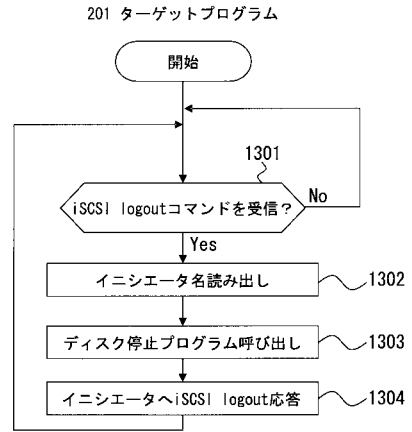 201 ターゲットプログラム
開始
1301
iSCSI logoutコマンドを受信？
No
Yes
イニシエータ名読み出し
1302
ディスク停止プログラム呼び出し
1303
イニシエータへiSCSI logout応答
1304